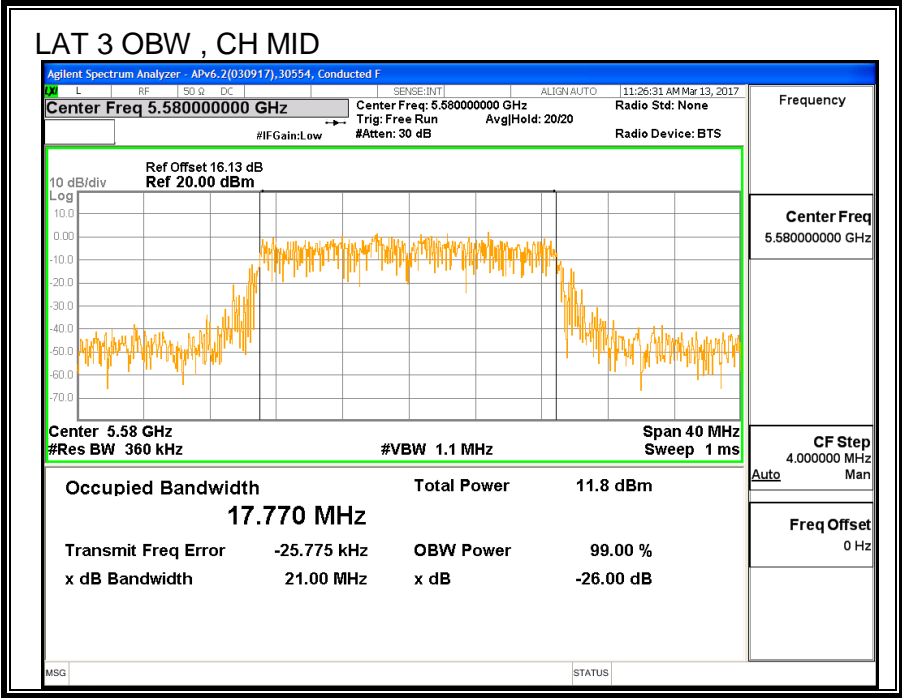 LAT 3 OBW , CH MID
Agilent Spectrum Analyzer - APv6.2(030917),30554, Conducted F
LXI L RF 50 Ω DC SENSE:INT ALIGNAUTO 11:26:31 AM Mar 13, 2017
Center Freq 5.580000000 GHz
Center Freq: 5.580000000 GHz
Radio Std: None
Trig: Free Run Avg|Hold: 20/20
#IFGain:Low
#Atten: 30 dB
Radio Device: BTS
Ref Offset 16.13 dB
10 dB/div Ref 20.00 dBm
Log
10.0
0.00
-10.0
-20.0
-30.0
-40.0
-50.0
-60.0
-70.0
Center 5.58 GHz Span 40 MHz
#Res BW 360 kHz #VBW 1.1 MHz Sweep 1 ms
Occupied Bandwidth Total Power 11.8 dBm
17.770 MHz
Transmit Freq Error -25.775 kHz OBW Power 99.00 %
x dB Bandwidth 21.00 MHz x dB -26.00 dB
Frequency
Center Freq
5.580000000 GHz
CF Step
4.000000 MHz
Auto Man
Freq Offset
0 Hz
MSG STATUS